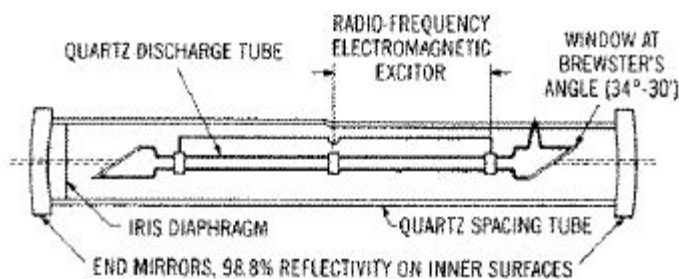 RADIO-FREQUENCY
ELECTROMAGNETIC
EXCITOR
QUARTZ DISCHARGE TUBE
WINDOW AT
BREWSTER'S
ANGLE (34°-30')
IRIS DIAPHRAGM
QUARTZ SPACING TUBE
END MIRRORS, 98.8% REFLECTIVITY ON INNER SURFACES